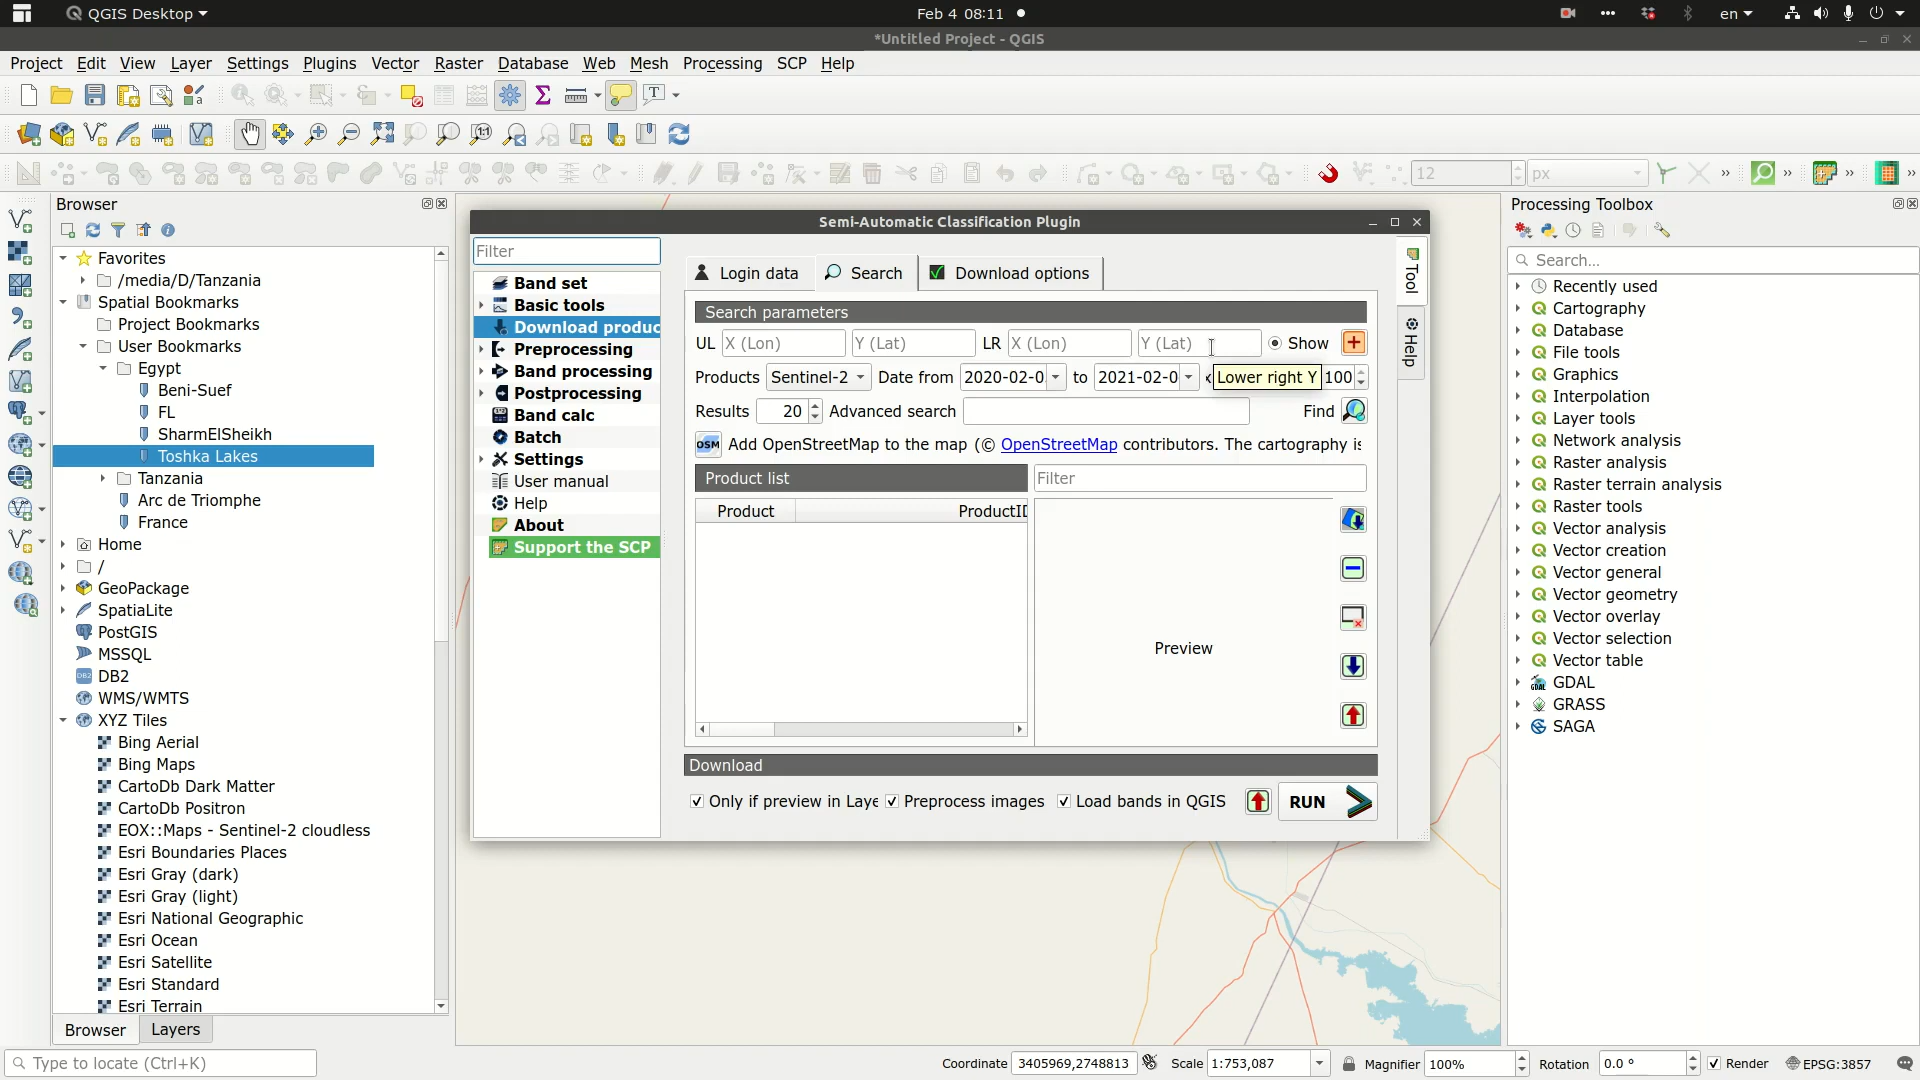 QGIS Desktop
Feb 4 08:11
en
*Untitled Project - QGIS
Project Edit View Layer Settings Plugins Vector Raster Database Web Mesh Processing SCP Help
12 px
Browser
Favorites
/media/D/Tanzania
Spatial Bookmarks
Project Bookmarks
User Bookmarks
Egypt
Beni-Suef
FL
SharmElSheikh
Toshka Lakes
Tanzania
Arc de Triomphe
France
Home
/
GeoPackage
SpatiaLite
PostGIS
MSSQL
DB2
WMS/WMTS
XYZ Tiles
Bing Aerial
Bing Maps
CartoDb Dark Matter
CartoDb Positron
EOX::Maps - Sentinel-2 cloudless
Esri Boundaries Places
Esri Gray (dark)
Esri Gray (light)
Esri National Geographic
Esri Ocean
Esri Satellite
Esri Standard
Esri Terrain
Browser Layers
Semi-Automatic Classification Plugin
Filter
Band set
Basic tools
Download produc
Preprocessing
Band processing
Postprocessing
Band calc
Batch
Settings
User manual
Help
About
Support the SCP
Login data Search Download options
Search parameters
UL X (Lon) Y (Lat) LR X (Lon) Y (Lat) Show
Products Sentinel-2 Date from 2020-02-0 to 2021-02-0 Lower right Y 100
Results 20 Advanced search Find
OSM Add OpenStreetMap to the map (© OpenStreetMap contributors. The cartography is
Product list Filter
Product ProductID
Preview
Download
Only if preview in Laye Preprocess images Load bands in QGIS RUN
Tool
Help
Processing Toolbox
Search...
Recently used
Cartography
Database
File tools
Graphics
Interpolation
Layer tools
Network analysis
Raster analysis
Raster terrain analysis
Raster tools
Vector analysis
Vector creation
Vector general
Vector geometry
Vector overlay
Vector selection
Vector table
GDAL
GRASS
SAGA
Type to locate (Ctrl+K) Coordinate 3405969,2748813 Scale 1:753,087 Magnifier 100% Rotation 0.0 ° Render EPSG:3857